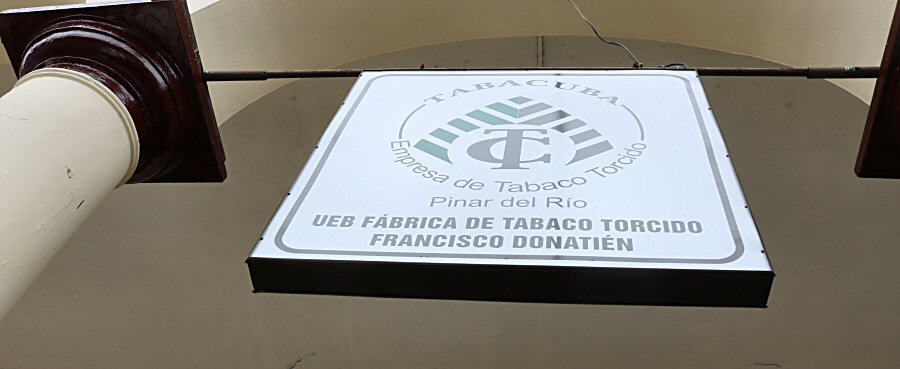 TABACUBA
TC
Empresa de Tabaco Torcido
Pinar del Río
UEB FÁBRICA DE TABACO TORCIDO
FRANCISCO DONATIÉN